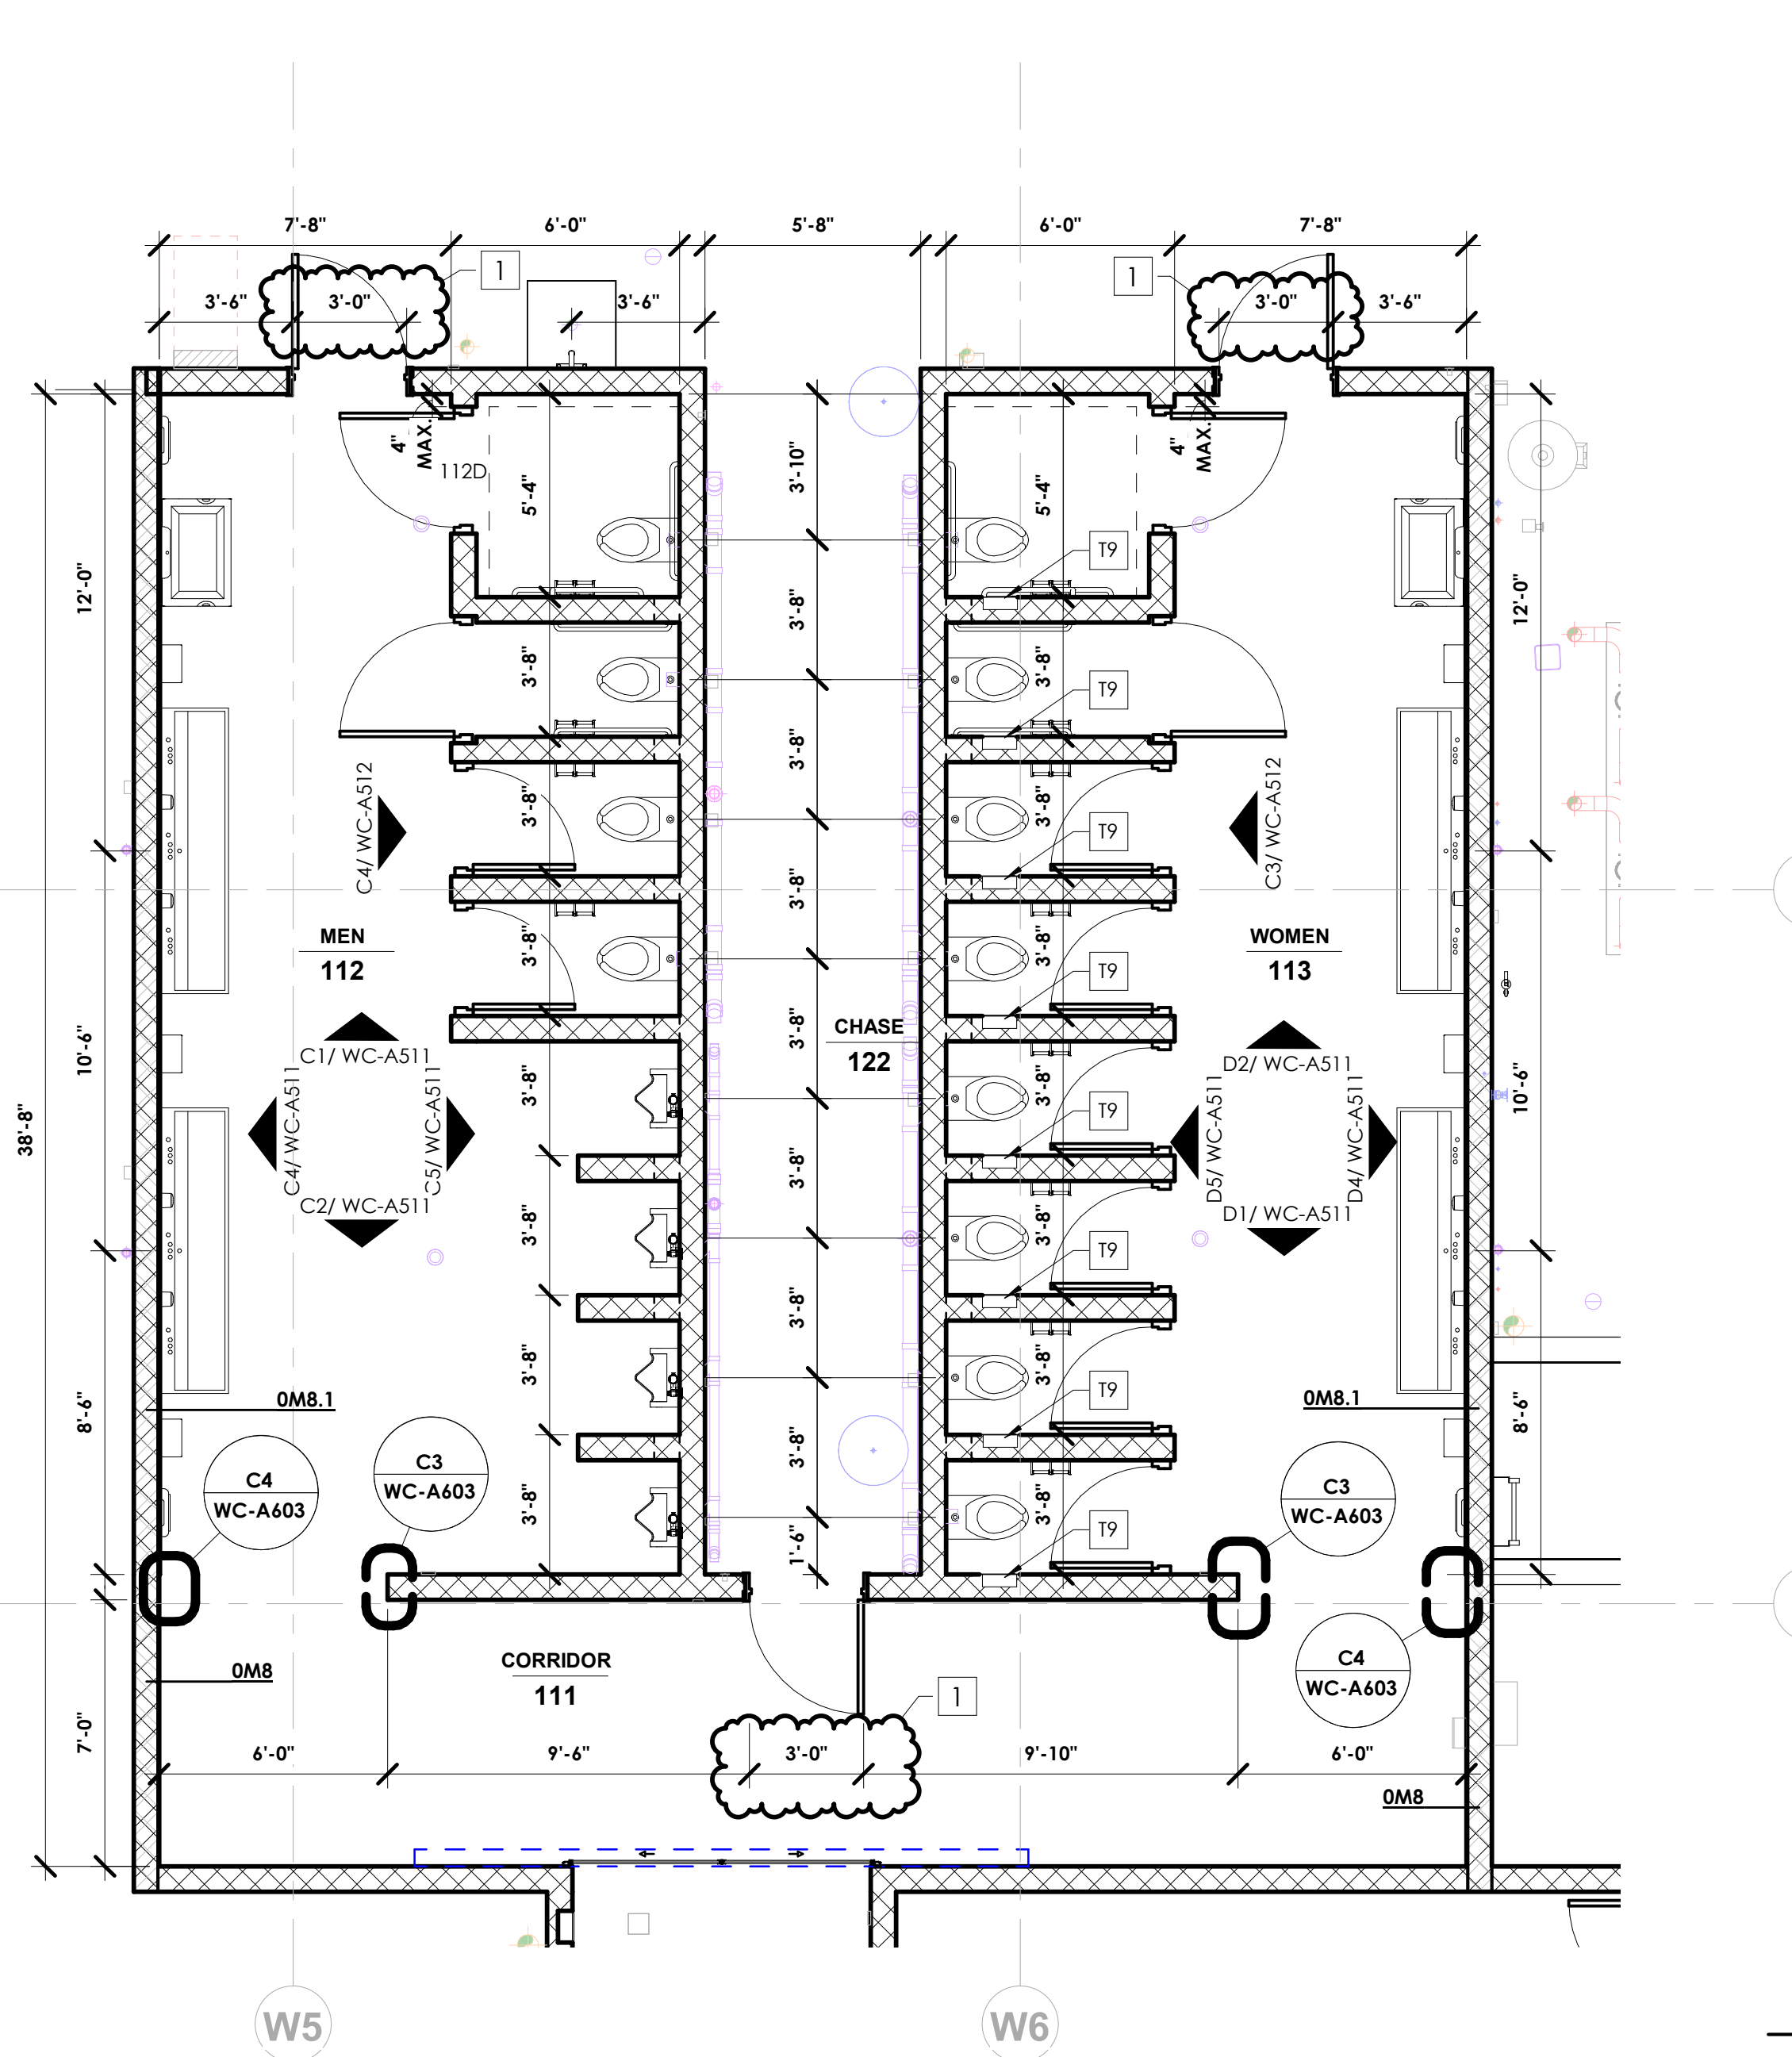 7'-8"
6'-0"
5'-8"
6'-0"
7'-8"
1
1
3'-6"
3'-0"
3'-6"
3'-0"
3'-6"
4"
MAX.
112D
5'-4"
3'-10"
5'-4"
4"
MAX.
T9
12'-0"
3'-8"
3'-8"
3'-8"
12'-0"
T9
C4/ WC-A512
3'-8"
3'-8"
3'-8"
T9
C3/ WC-A512
MEN
112
3'-8"
3'-8"
3'-8"
T9
WOMEN
113
10'-6"
C1/ WC-A511
C4/ WC-A511
C5/ WC-A511
C2/ WC-A511
3'-8"
3'-8"
CHASE
122
3'-8"
T9
D2/ WC-A511
D5/ WC-A511
D4/ WC-A511
D1/ WC-A511
10'-6"
38'-8"
3'-8"
3'-8"
3'-8"
T9
8'-6"
0M8.1
3'-8"
3'-8"
3'-8"
T9
0M8.1
8'-6"
C4
WC-A603
C3
WC-A603
3'-8"
3'-8"
1'-6"
3'-8"
T9
C3
WC-A603
0M8
CORRIDOR
111
1
C4
WC-A603
7'-0"
6'-0"
9'-6"
3'-0"
9'-10"
6'-0"
0M8
W5
W6